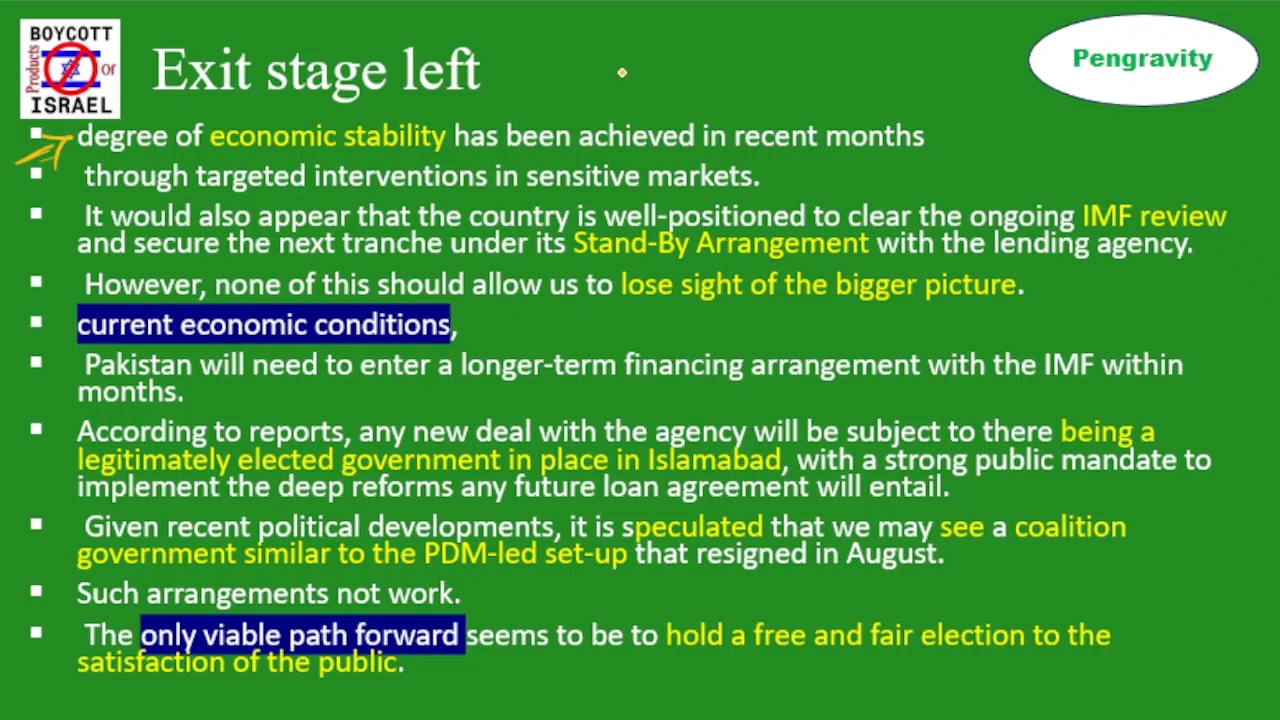 BOYCOTT
Products or
ISRAEL
Exit stage left
Pengravity
degree of economic stability has been achieved in recent months
through targeted interventions in sensitive markets.
It would also appear that the country is well-positioned to clear the ongoing IMF review
and secure the next tranche under its Stand-By Arrangement with the lending agency.
However, none of this should allow us to lose sight of the bigger picture.
current economic conditions,
Pakistan will need to enter a longer-term financing arrangement with the IMF within
months.
According to reports, any new deal with the agency will be subject to there being a
legitimately elected government in place in Islamabad, with a strong public mandate to
implement the deep reforms any future loan agreement will entail.
Given recent political developments, it is speculated that we may see a coalition
government similar to the PDM-led set-up that resigned in August.
Such arrangements not work.
The only viable path forward seems to be to hold a free and fair election to the
satisfaction of the public.